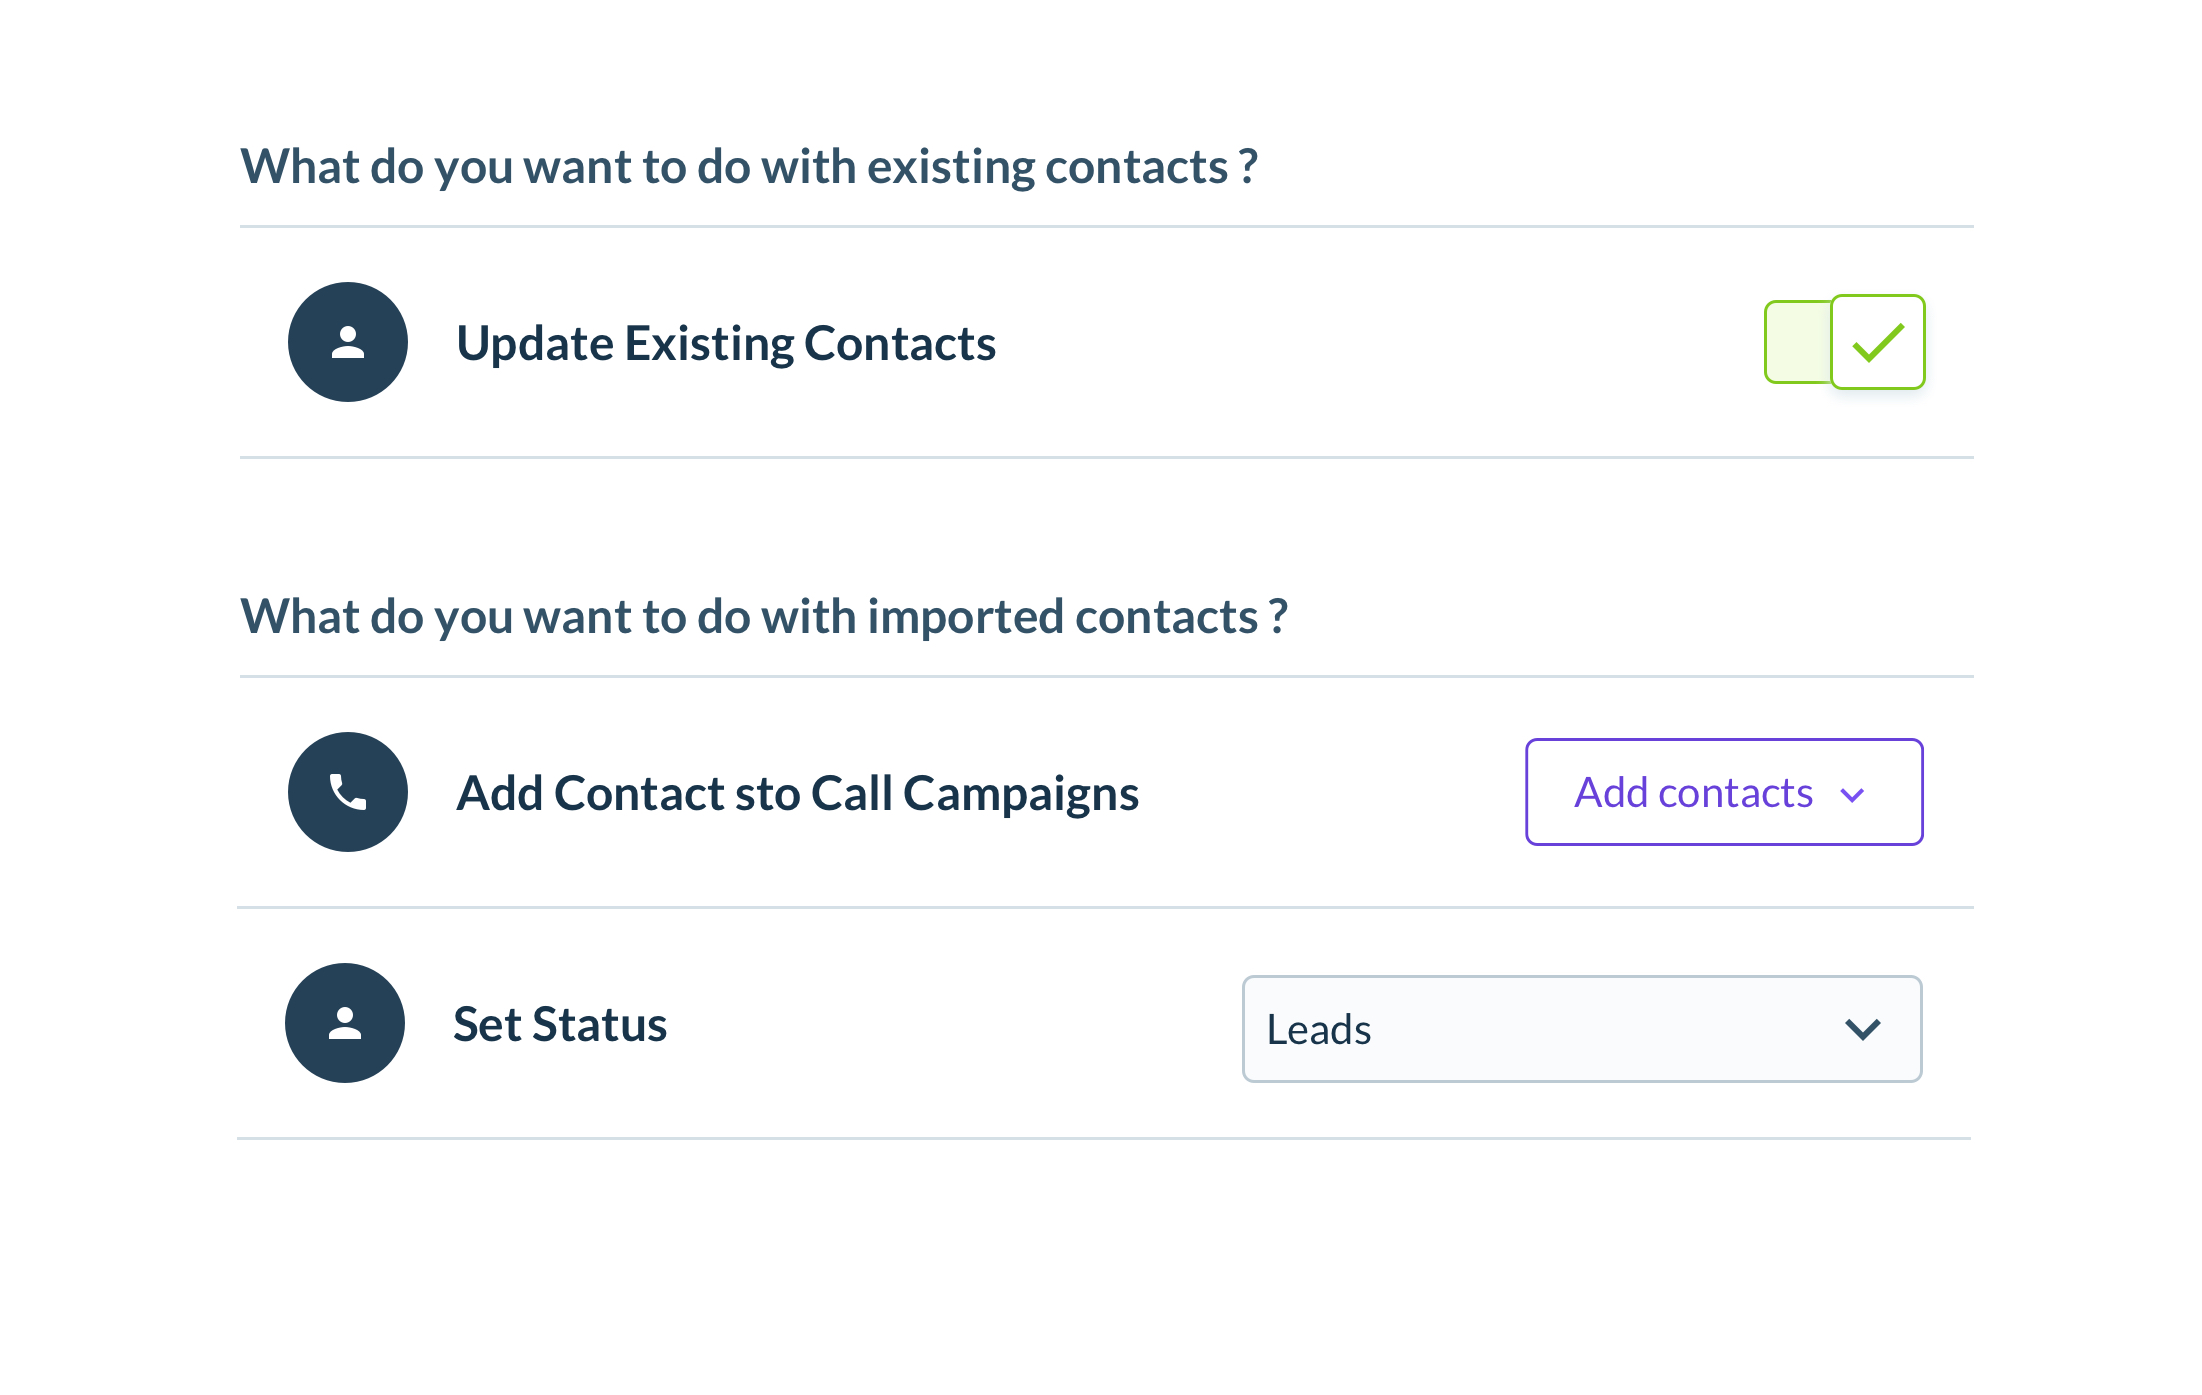 What do you want to do with existing contacts ?
Update Existing Contacts
What do you want to do with imported contacts ?
Add Contact sto Call Campaigns
Add contacts
Set Status
Leads